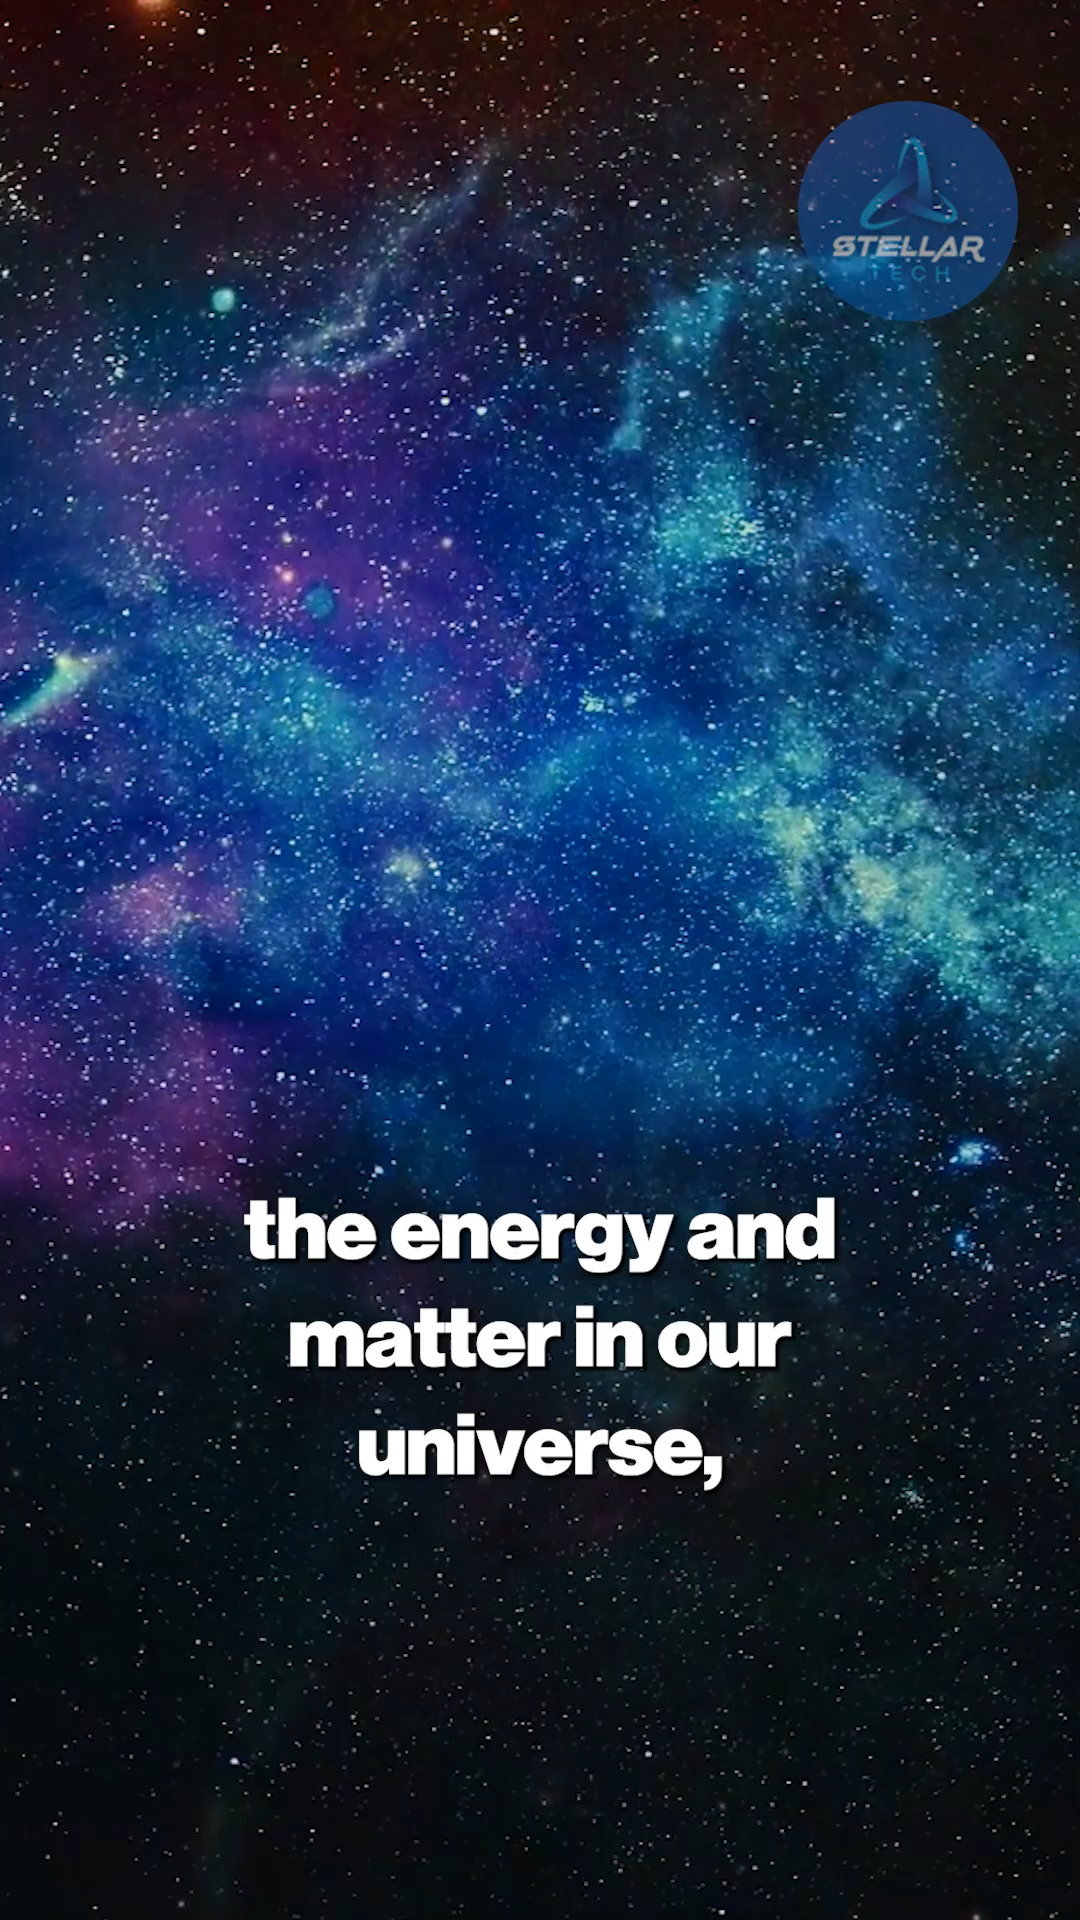 STELLAR
TECH
the energy and
matter in our
universe,